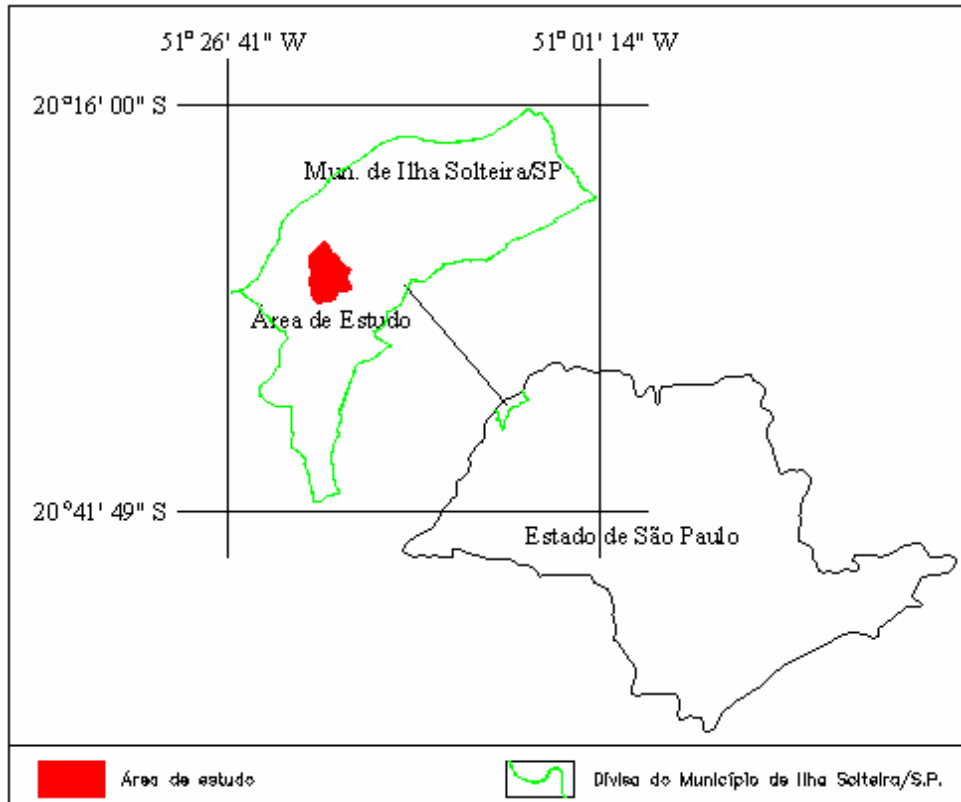 51° 26' 41" W
51° 01' 14" W
20°16' 00" S
Mun. de Ilha Solteira/SP
Área de Estudo
20°41' 49" S
Estado de São Paulo
Área de estudo
Divisa do Município de Ilha Solteira/S.P.